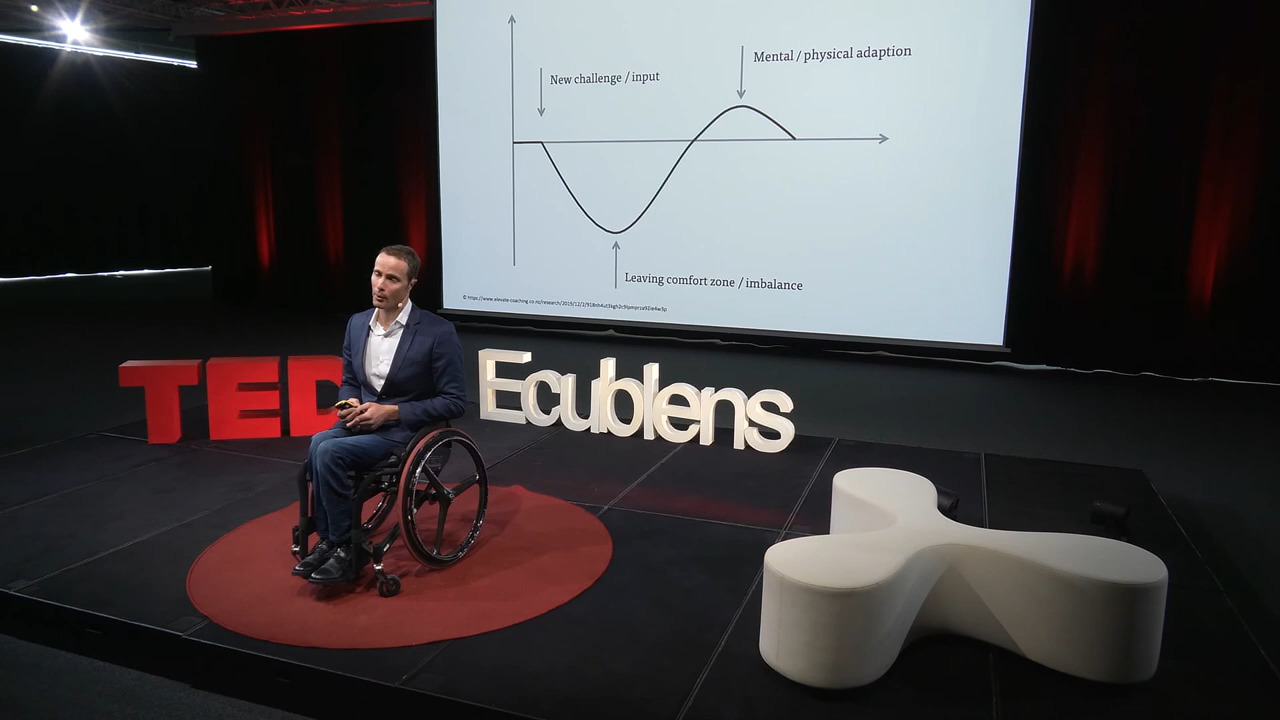 Mental / physical adaption
New challenge / input
Leaving comfort zone / imbalance
TED
Ecublens